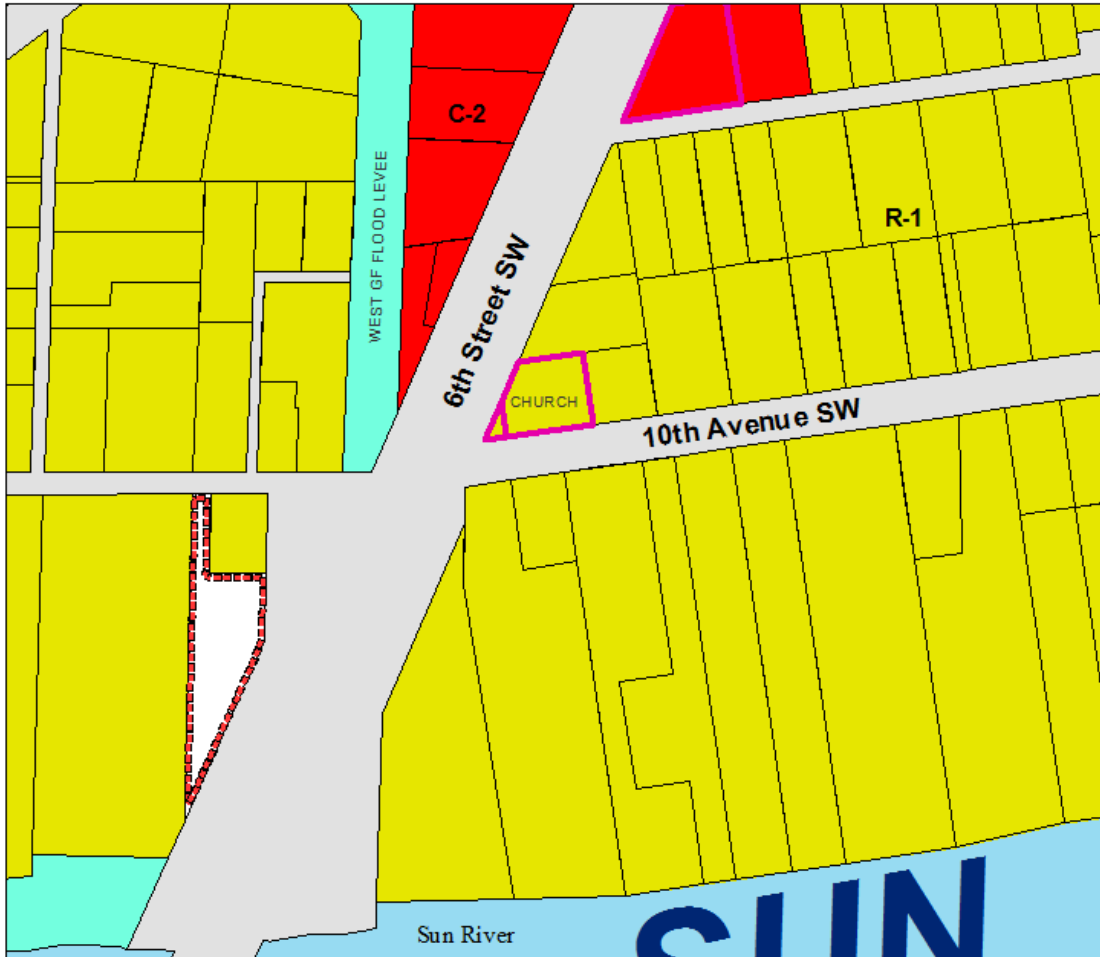 C-2
WEST GF FLOOD LEVEE
R-1
6th Street SW
CHURCH
10th Avenue SW
SUN
Sun River